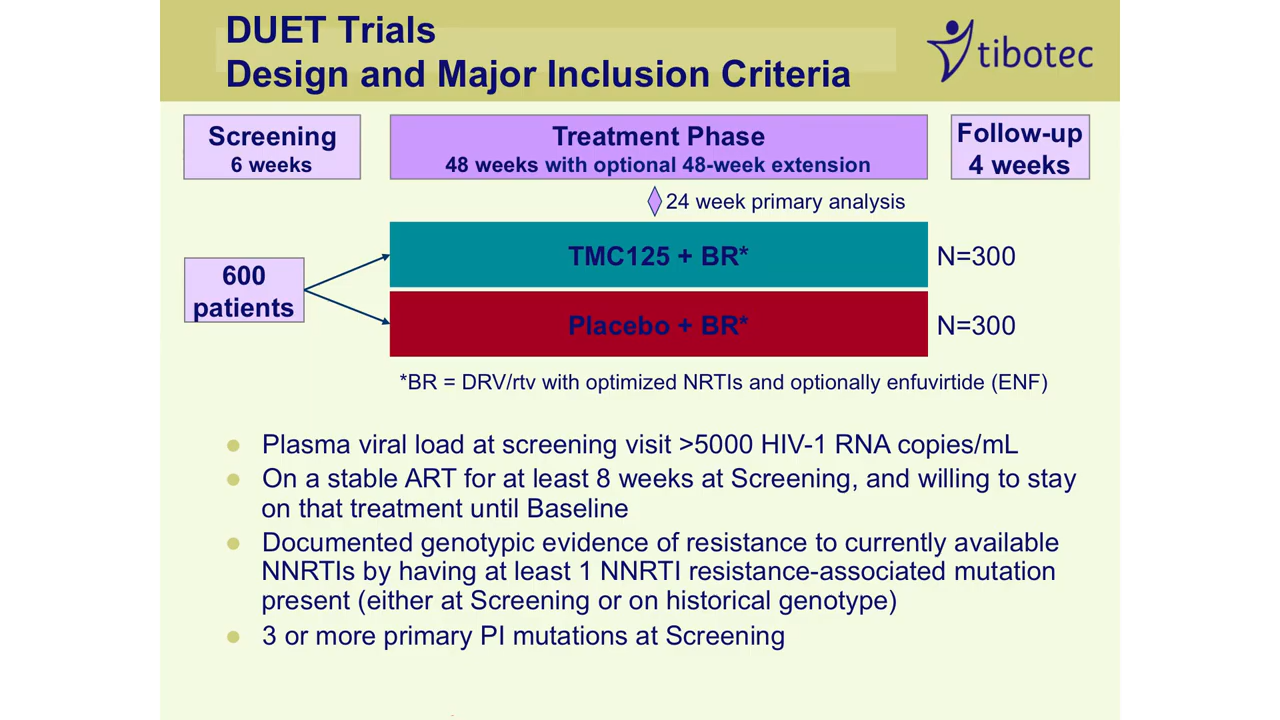 DUET Trials
Design and Major Inclusion Criteria
tibotec
Screening
6 weeks
Treatment Phase
48 weeks with optional 48-week extension
Follow-up
4 weeks
24 week primary analysis
600
patients
TMC125 + BR*
N=300
Placebo + BR*
N=300
*BR = DRV/rtv with optimized NRTIs and optionally enfuvirtide (ENF)
Plasma viral load at screening visit >5000 HIV-1 RNA copies/mL
On a stable ART for at least 8 weeks at Screening, and willing to stay
on that treatment until Baseline
Documented genotypic evidence of resistance to currently available
NNRTIs by having at least 1 NNRTI resistance-associated mutation
present (either at Screening or on historical genotype)
3 or more primary PI mutations at Screening